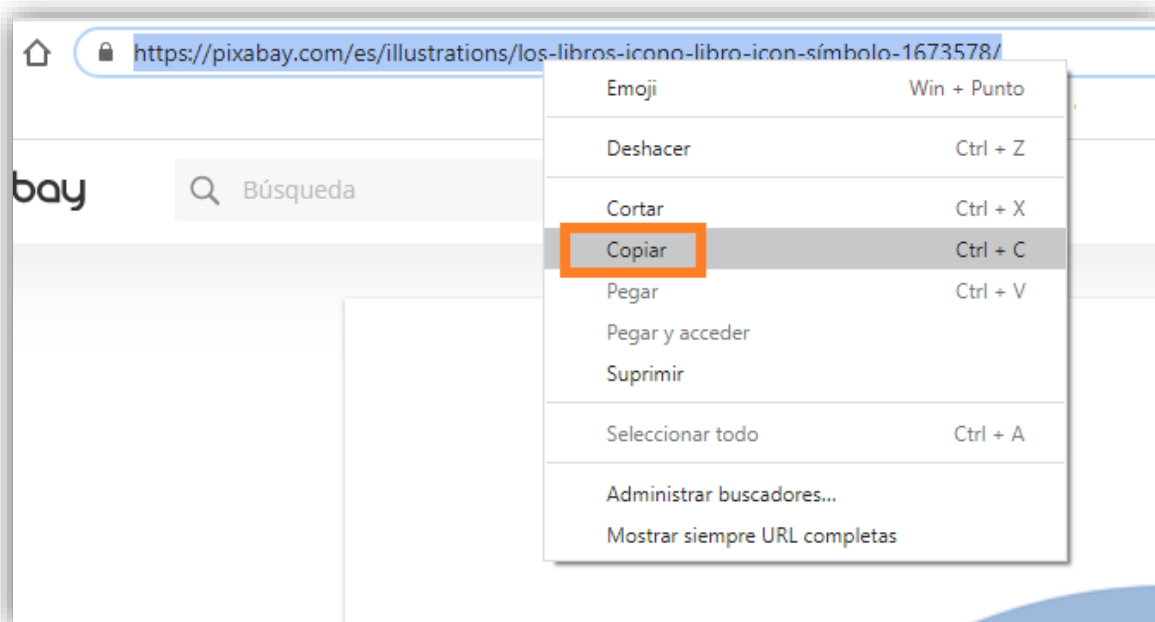 https://pixabay.com/es/illustrations/los-libros-icono-libro-icon-símbolo-1673578/
Emoji Win + Punto
Deshacer Ctrl + Z
bay Búsqueda
Cortar Ctrl + X
Copiar Ctrl + C
Pegar Ctrl + V
Pegar y acceder
Suprimir
Seleccionar todo Ctrl + A
Administrar buscadores...
Mostrar siempre URL completas